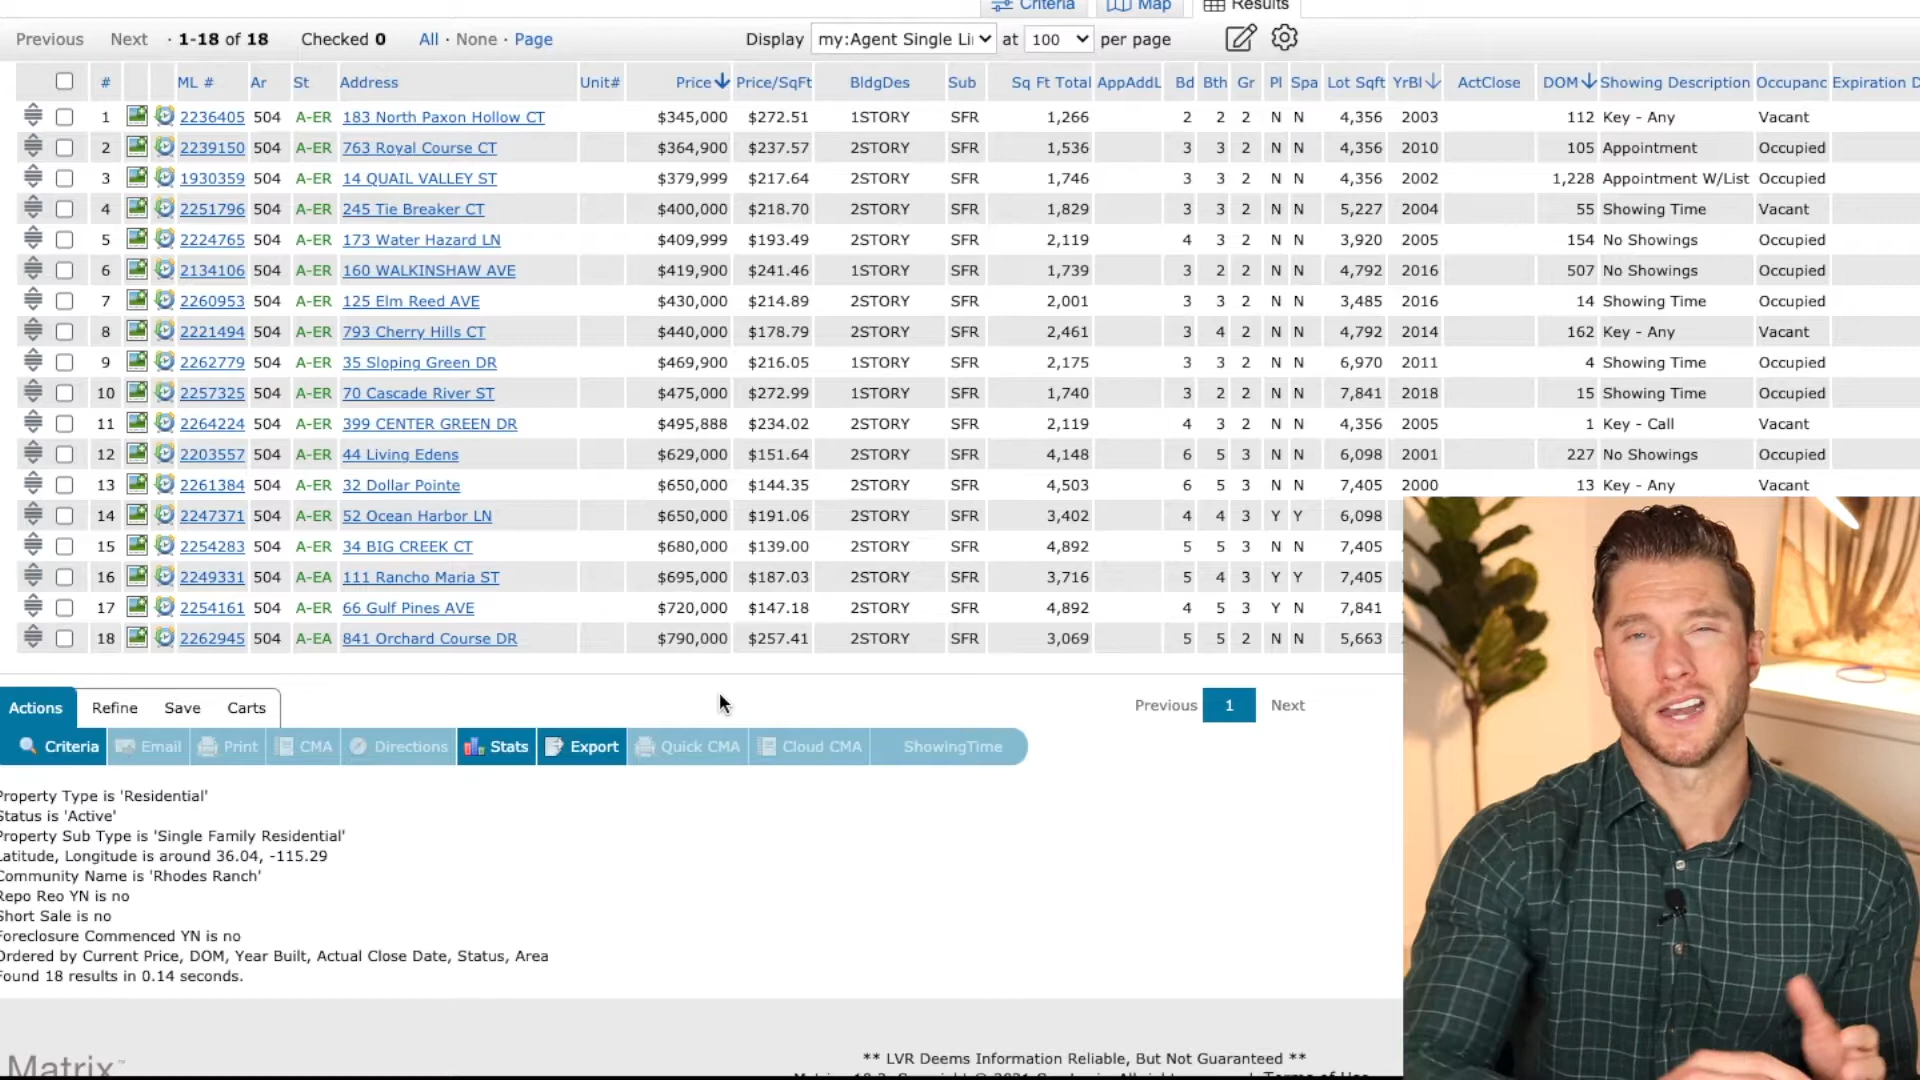 Criteria Map Results
Previous Next · 1-18 of 18 Checked 0 All · None · Page Display my:Agent Single Li at 100 per page
# ML # Ar St Address Unit# Price Price/SqFt BldgDes Sub Sq Ft Total AppAddL Bd Bth Gr Pl Spa Lot Sqft YrBl ActClose DOM Showing Description Occupanc Expiration D
1 2236405 504 A-ER 183 North Paxon Hollow CT $345,000 $272.51 1STORY SFR 1,266 2 2 2 N N 4,356 2003 112 Key - Any Vacant
2 2239150 504 A-ER 763 Royal Course CT $364,900 $237.57 2STORY SFR 1,536 3 3 2 N N 4,356 2010 105 Appointment Occupied
3 1930359 504 A-ER 14 QUAIL VALLEY ST $379,999 $217.64 2STORY SFR 1,746 3 3 2 N N 4,356 2002 1,228 Appointment W/List Occupied
4 2251796 504 A-ER 245 Tie Breaker CT $400,000 $218.70 2STORY SFR 1,829 3 3 2 N N 5,227 2004 55 Showing Time Vacant
5 2224765 504 A-ER 173 Water Hazard LN $409,999 $193.49 2STORY SFR 2,119 4 3 2 N N 3,920 2005 154 No Showings Occupied
6 2134106 504 A-ER 160 WALKINSHAW AVE $419,900 $241.46 1STORY SFR 1,739 3 2 2 N N 4,792 2016 507 No Showings Occupied
7 2260953 504 A-ER 125 Elm Reed AVE $430,000 $214.89 2STORY SFR 2,001 3 3 2 N N 3,485 2016 14 Showing Time Occupied
8 2221494 504 A-ER 793 Cherry Hills CT $440,000 $178.79 2STORY SFR 2,461 3 4 2 N N 4,792 2014 162 Key - Any Vacant
9 2262779 504 A-ER 35 Sloping Green DR $469,900 $216.05 1STORY SFR 2,175 3 3 2 N N 6,970 2011 4 Showing Time Occupied
10 2257325 504 A-ER 70 Cascade River ST $475,000 $272.99 1STORY SFR 1,740 3 2 2 N N 7,841 2018 15 Showing Time Occupied
11 2264224 504 A-ER 399 CENTER GREEN DR $495,888 $234.02 2STORY SFR 2,119 4 3 2 N N 4,356 2005 1 Key - Call Vacant
12 2203557 504 A-ER 44 Living Edens $629,000 $151.64 2STORY SFR 4,148 6 5 3 N N 6,098 2001 227 No Showings Occupied
13 2261384 504 A-ER 32 Dollar Pointe $650,000 $144.35 2STORY SFR 4,503 6 5 3 N N 7,405 2000 13 Key - Any Vacant
14 2247371 504 A-ER 52 Ocean Harbor LN $650,000 $191.06 2STORY SFR 3,402 4 4 3 Y Y 6,098
15 2254283 504 A-ER 34 BIG CREEK CT $680,000 $139.00 2STORY SFR 4,892 5 5 3 N N 7,405
16 2249331 504 A-EA 111 Rancho Maria ST $695,000 $187.03 2STORY SFR 3,716 5 4 3 Y Y 7,405
17 2254161 504 A-ER 66 Gulf Pines AVE $720,000 $147.18 2STORY SFR 4,892 4 5 3 Y N 7,841
18 2262945 504 A-EA 841 Orchard Course DR $790,000 $257.41 2STORY SFR 3,069 5 5 2 N N 5,663
Actions Refine Save Carts Previous 1 Next
Criteria Email Print CMA Directions Stats Export Quick CMA Cloud CMA ShowingTime
Property Type is 'Residential'
Status is 'Active'
Property Sub Type is 'Single Family Residential'
Latitude, Longitude is around 36.04, -115.29
Community Name is 'Rhodes Ranch'
Repo Reo YN is no
Short Sale is no
Foreclosure Commenced YN is no
Ordered by Current Price, DOM, Year Built, Actual Close Date, Status, Area
Found 18 results in 0.14 seconds.
Matrix™
** LVR Deems Information Reliable, But Not Guaranteed **